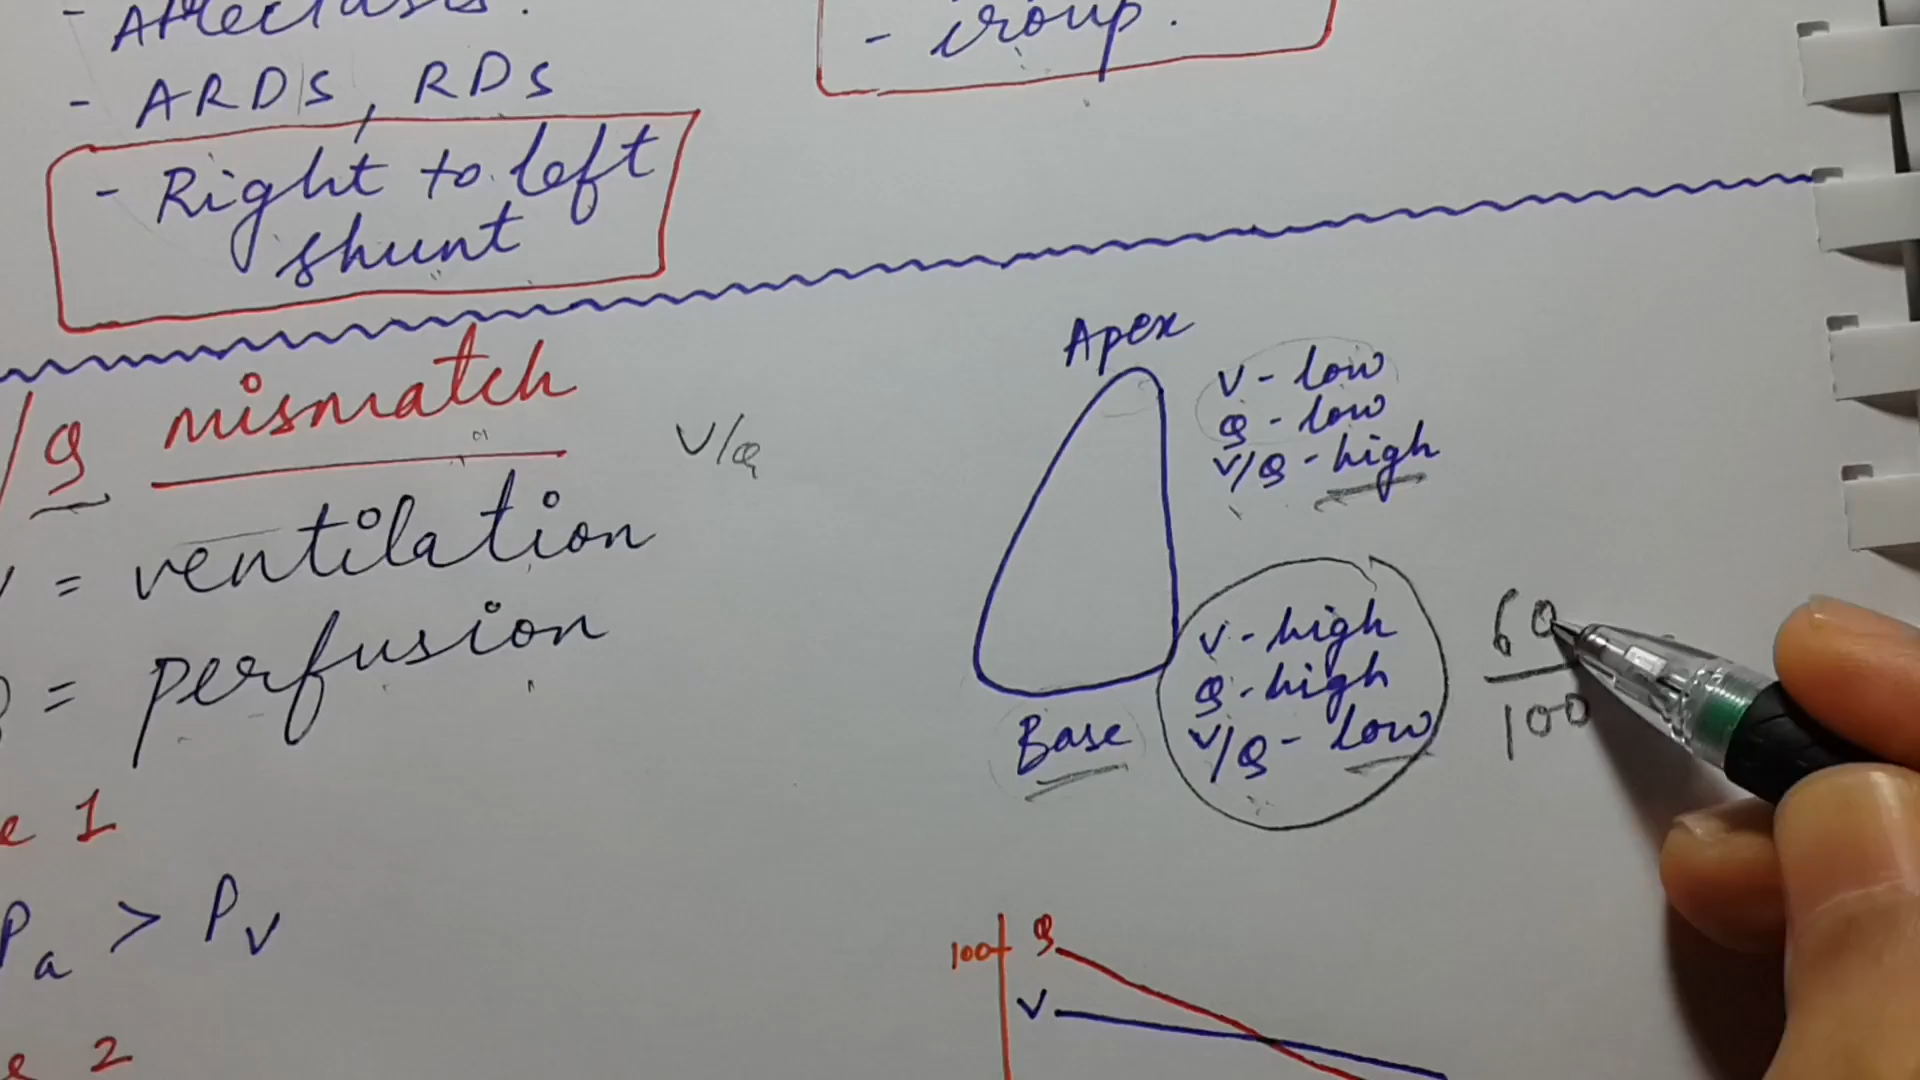 - Atelectasis.
- ARDS, RDS
- Right to left
shunt
- croup.
/Q mismatch
V/Q
= ventilation
= perfusion
Apex
V - low
Q - low
V/Q - high
V - high
Q - high
V/Q - low
Base
60
100
e 1
Pa > Pv
e 2
100
Q
V